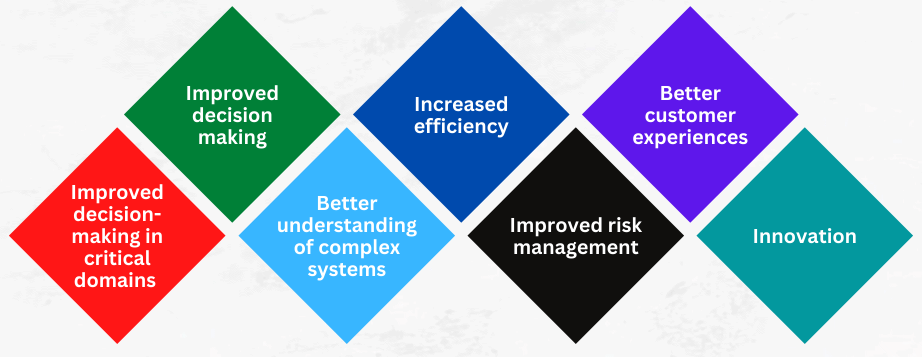 Improved
decision
making
Increased
efficiency
Better
customer
experiences
Improved
decision-
making in
critical
domains
Better
understanding
of complex
systems
Improved risk
management
Innovation